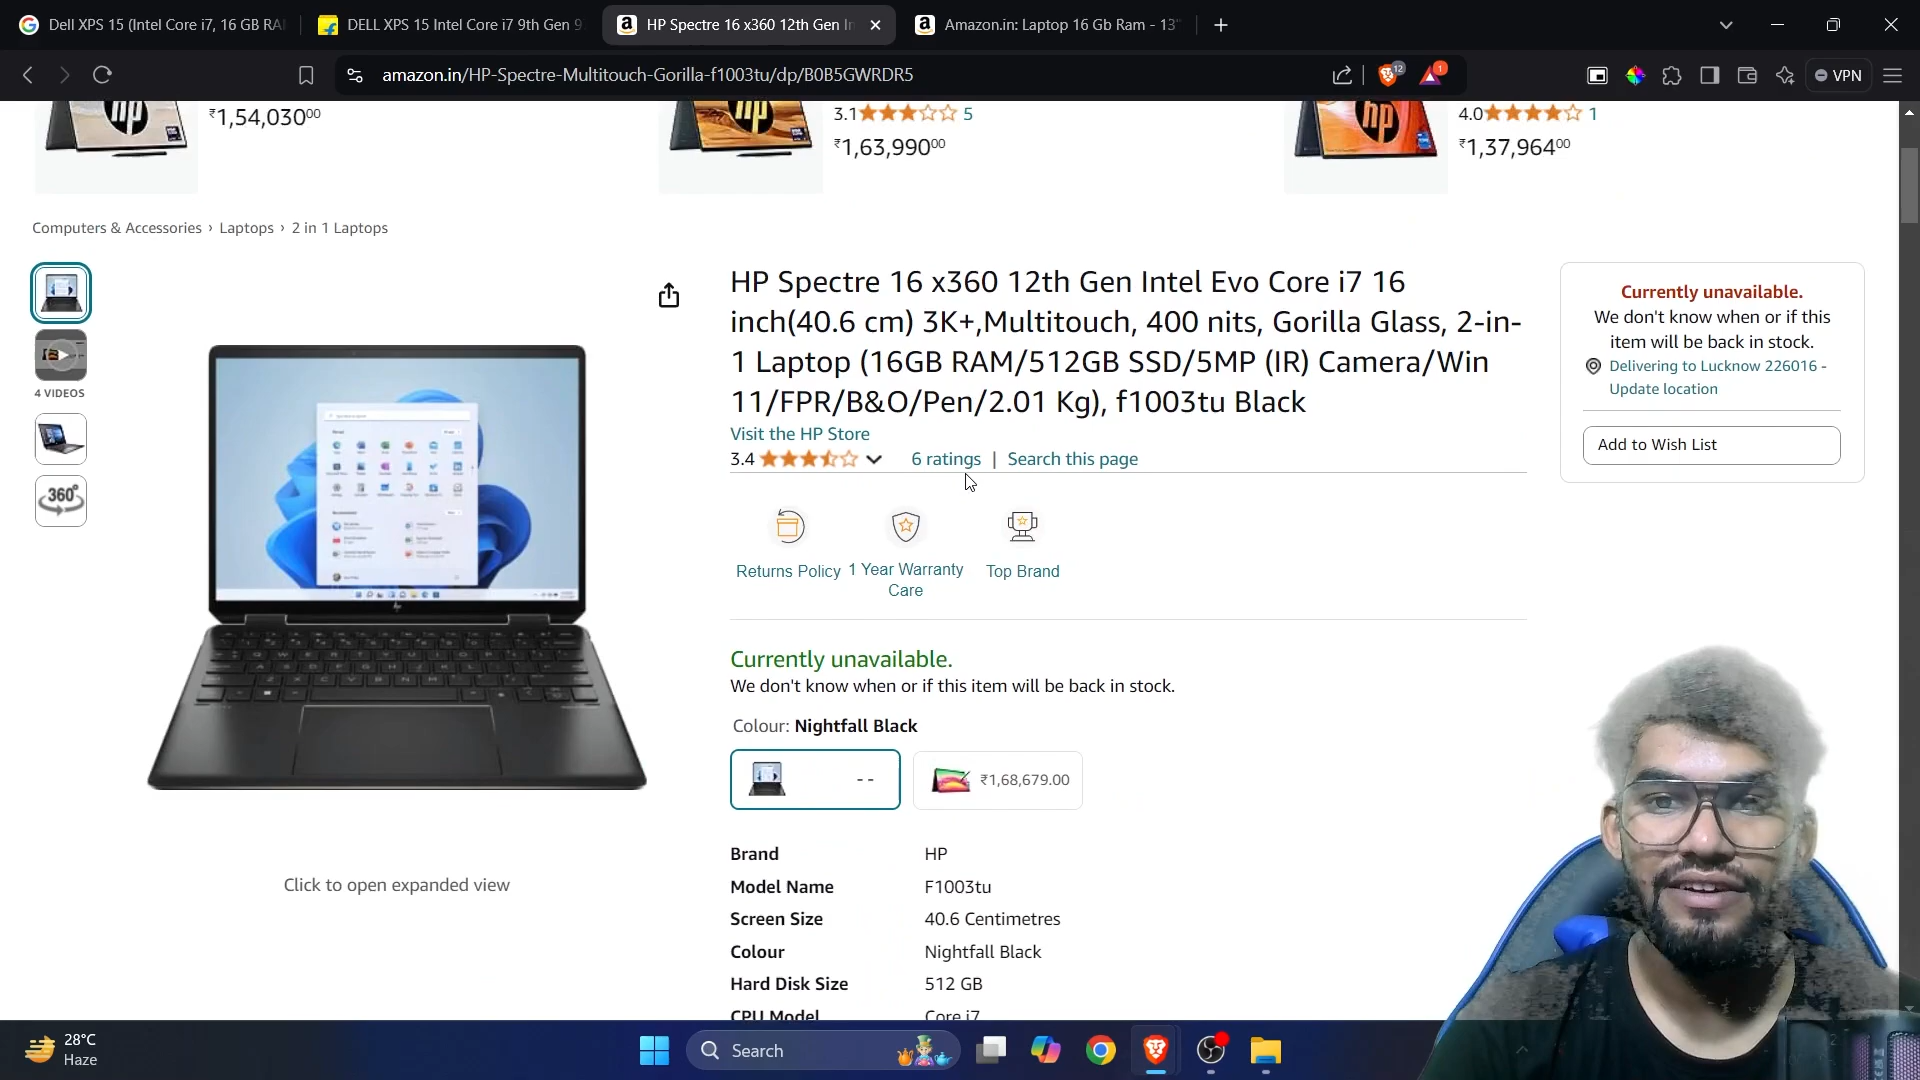 Dell XPS 15 (Intel Core i7, 16 GB RA
DELL XPS 15 Intel Core i7 9th Gen 9
HP Spectre 16 x360 12th Gen In
Amazon.in: Laptop 16 Gb Ram - 13"
amazon.in/HP-Spectre-Multitouch-Gorilla-f1003tu/dp/B0B5GWRDR5
12
1
VPN
₹1,54,030⁰⁰
3.1 5
₹1,63,990⁰⁰
4.0 1
₹1,37,964⁰⁰
Computers & Accessories › Laptops › 2 in 1 Laptops
4 VIDEOS
360°
Click to open expanded view
HP Spectre 16 x360 12th Gen Intel Evo Core i7 16
inch(40.6 cm) 3K+,Multitouch, 400 nits, Gorilla Glass, 2-in-
1 Laptop (16GB RAM/512GB SSD/5MP (IR) Camera/Win
11/FPR/B&O/Pen/2.01 Kg), f1003tu Black
Visit the HP Store
3.4 6 ratings | Search this page
Returns Policy
1 Year Warranty
Care
Top Brand
Currently unavailable.
We don't know when or if this item will be back in stock.
Colour: Nightfall Black
--
₹1,68,679.00
Brand HP
Model Name F1003tu
Screen Size 40.6 Centimetres
Colour Nightfall Black
Hard Disk Size 512 GB
CPU Model Core i7
Currently unavailable.
We don't know when or if this
item will be back in stock.
Delivering to Lucknow 226016 -
Update location
Add to Wish List
28°C
Haze
Search